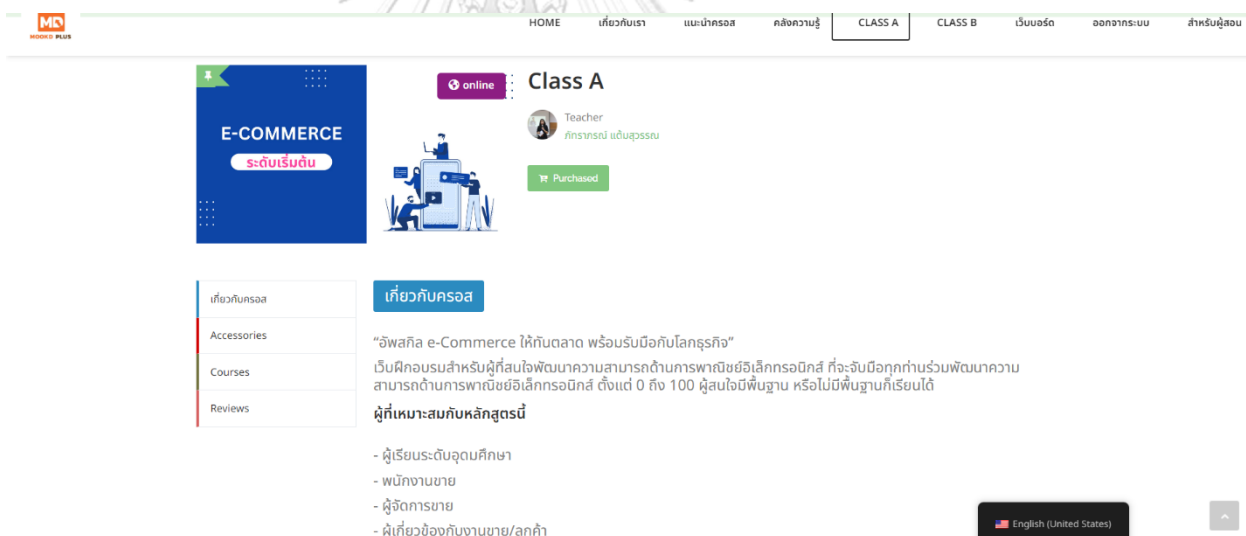 MD
MOOKD PLUS
HOME เกี่ยวกับเรา แนะนำครอส คลังความรู้ CLASS A CLASS B เว็บบอร์ด ออกจากระบบ สำหรับผู้สอน
E-COMMERCE
ระดับเริ่มต้น
online
Class A
Teacher
ภัทราภรณ์ แต้มสุวรรณ
Purchased
เกี่ยวกับครอส
Accessories
Courses
Reviews
เกี่ยวกับครอส
“อัพสกิล e-Commerce ให้ทันตลาด พร้อมรับมือกับโลกธุรกิจ”
เว็บฝึกอบรมสำหรับผู้ที่สนใจพัฒนาความสามารถด้านการพาณิชย์อิเล็กทรอนิกส์ ที่จะจับมือทุกท่านร่วมพัฒนาความ
สามารถด้านการพาณิชย์อิเล็กทรอนิกส์ ตั้งแต่ 0 ถึง 100 ผู้สนใจมีพื้นฐาน หรือไม่มีพื้นฐานก็เรียนได้
ผู้ที่เหมาะสมกับหลักสูตรนี้
- ผู้เรียนระดับอุดมศึกษา
- พนักงานขาย
- ผู้จัดการขาย
- ผู้เกี่ยวข้องกับงานขาย/ลูกค้า
English (United States)